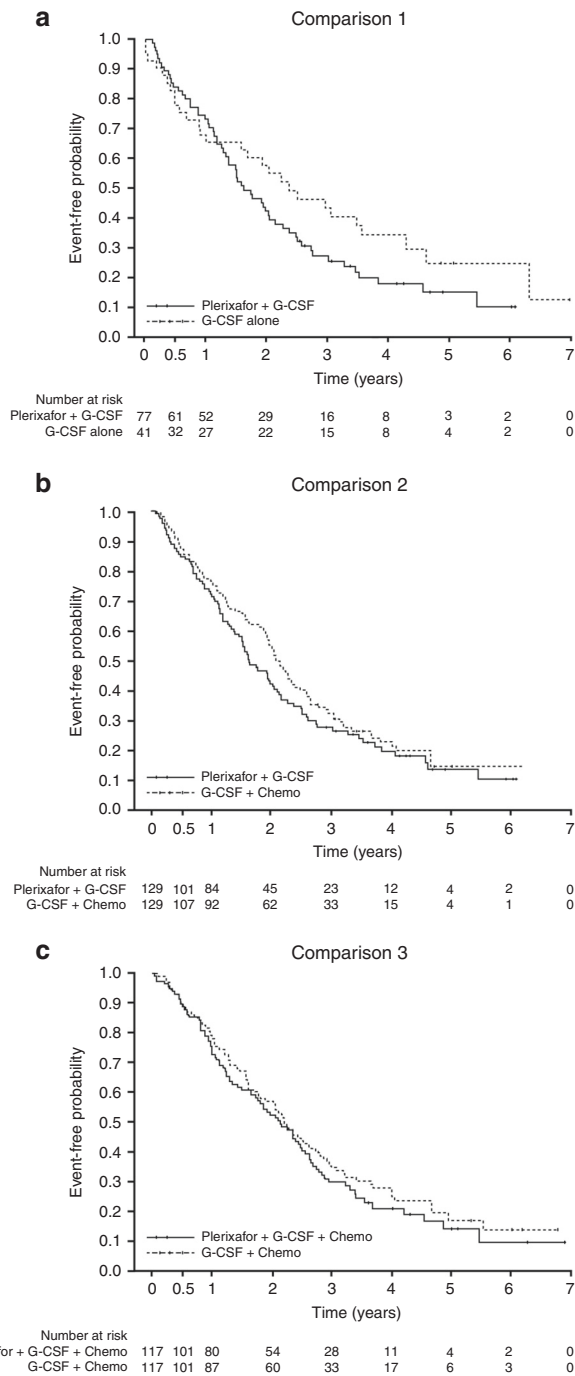 a
Comparison 1
1.0
0.9
0.8
0.7
0.6
0.5
0.4
0.3
0.2
0.1
0.0
Event-free probability
Plerixafor + G-CSF
G-CSF alone
0 0.5 1 2 3 4 5 6 7
Time (years)
Number at risk
Plerixafor + G-CSF 77 61 52 29 16 8 3 2 0
G-CSF alone 41 32 27 22 15 8 4 2 0
b
Comparison 2
1.0
0.9
0.8
0.7
0.6
0.5
0.4
0.3
0.2
0.1
0.0
Event-free probability
Plerixafor + G-CSF
G-CSF + Chemo
0 0.5 1 2 3 4 5 6 7
Time (years)
Number at risk
Plerixafor + G-CSF 129 101 84 45 23 12 4 2 0
G-CSF + Chemo 129 107 92 62 33 15 4 1 0
c
Comparison 3
1.0
0.9
0.8
0.7
0.6
0.5
0.4
0.3
0.2
0.1
0.0
Event-free probability
Plerixafor + G-CSF + Chemo
G-CSF + Chemo
0 0.5 1 2 3 4 5 6 7
Time (years)
Number at risk
for + G-CSF + Chemo 117 101 80 54 28 11 4 2 0
G-CSF + Chemo 117 101 87 60 33 17 6 3 0